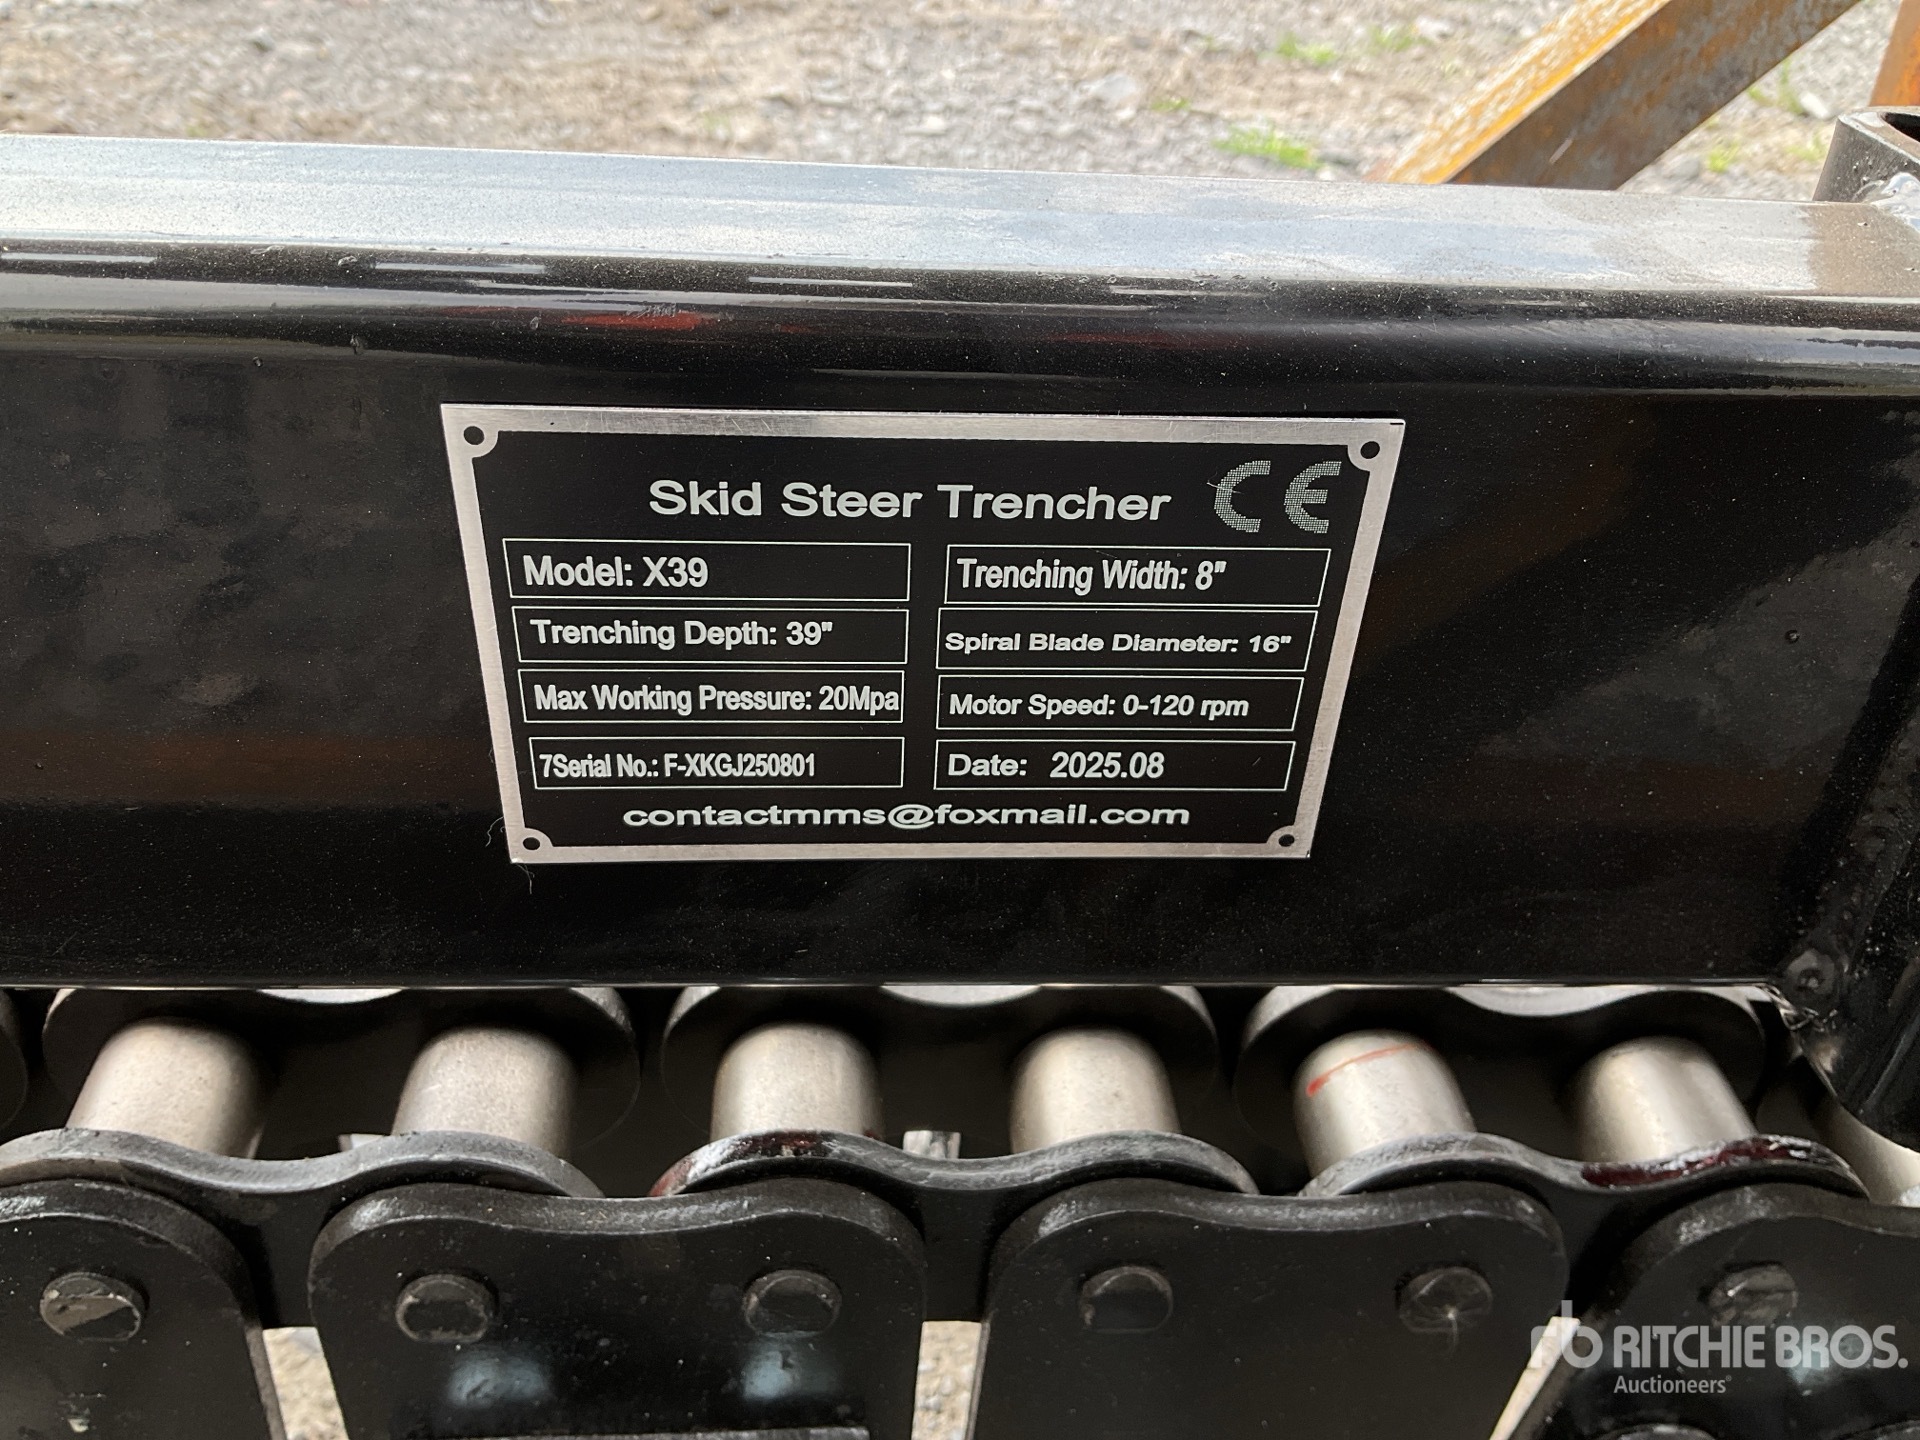 Skid Steer Trencher CE
Model: X39
Trenching Width: 8"
Trenching Depth: 39"
Spiral Blade Diameter: 16"
Max Working Pressure: 20Mpa
Motor Speed: 0-120 rpm
7Serial No.: F-XKGJ250801
Date: 2025.08
contactmms@foxmail.com
rb RITCHIE BROS.
Auctioneers